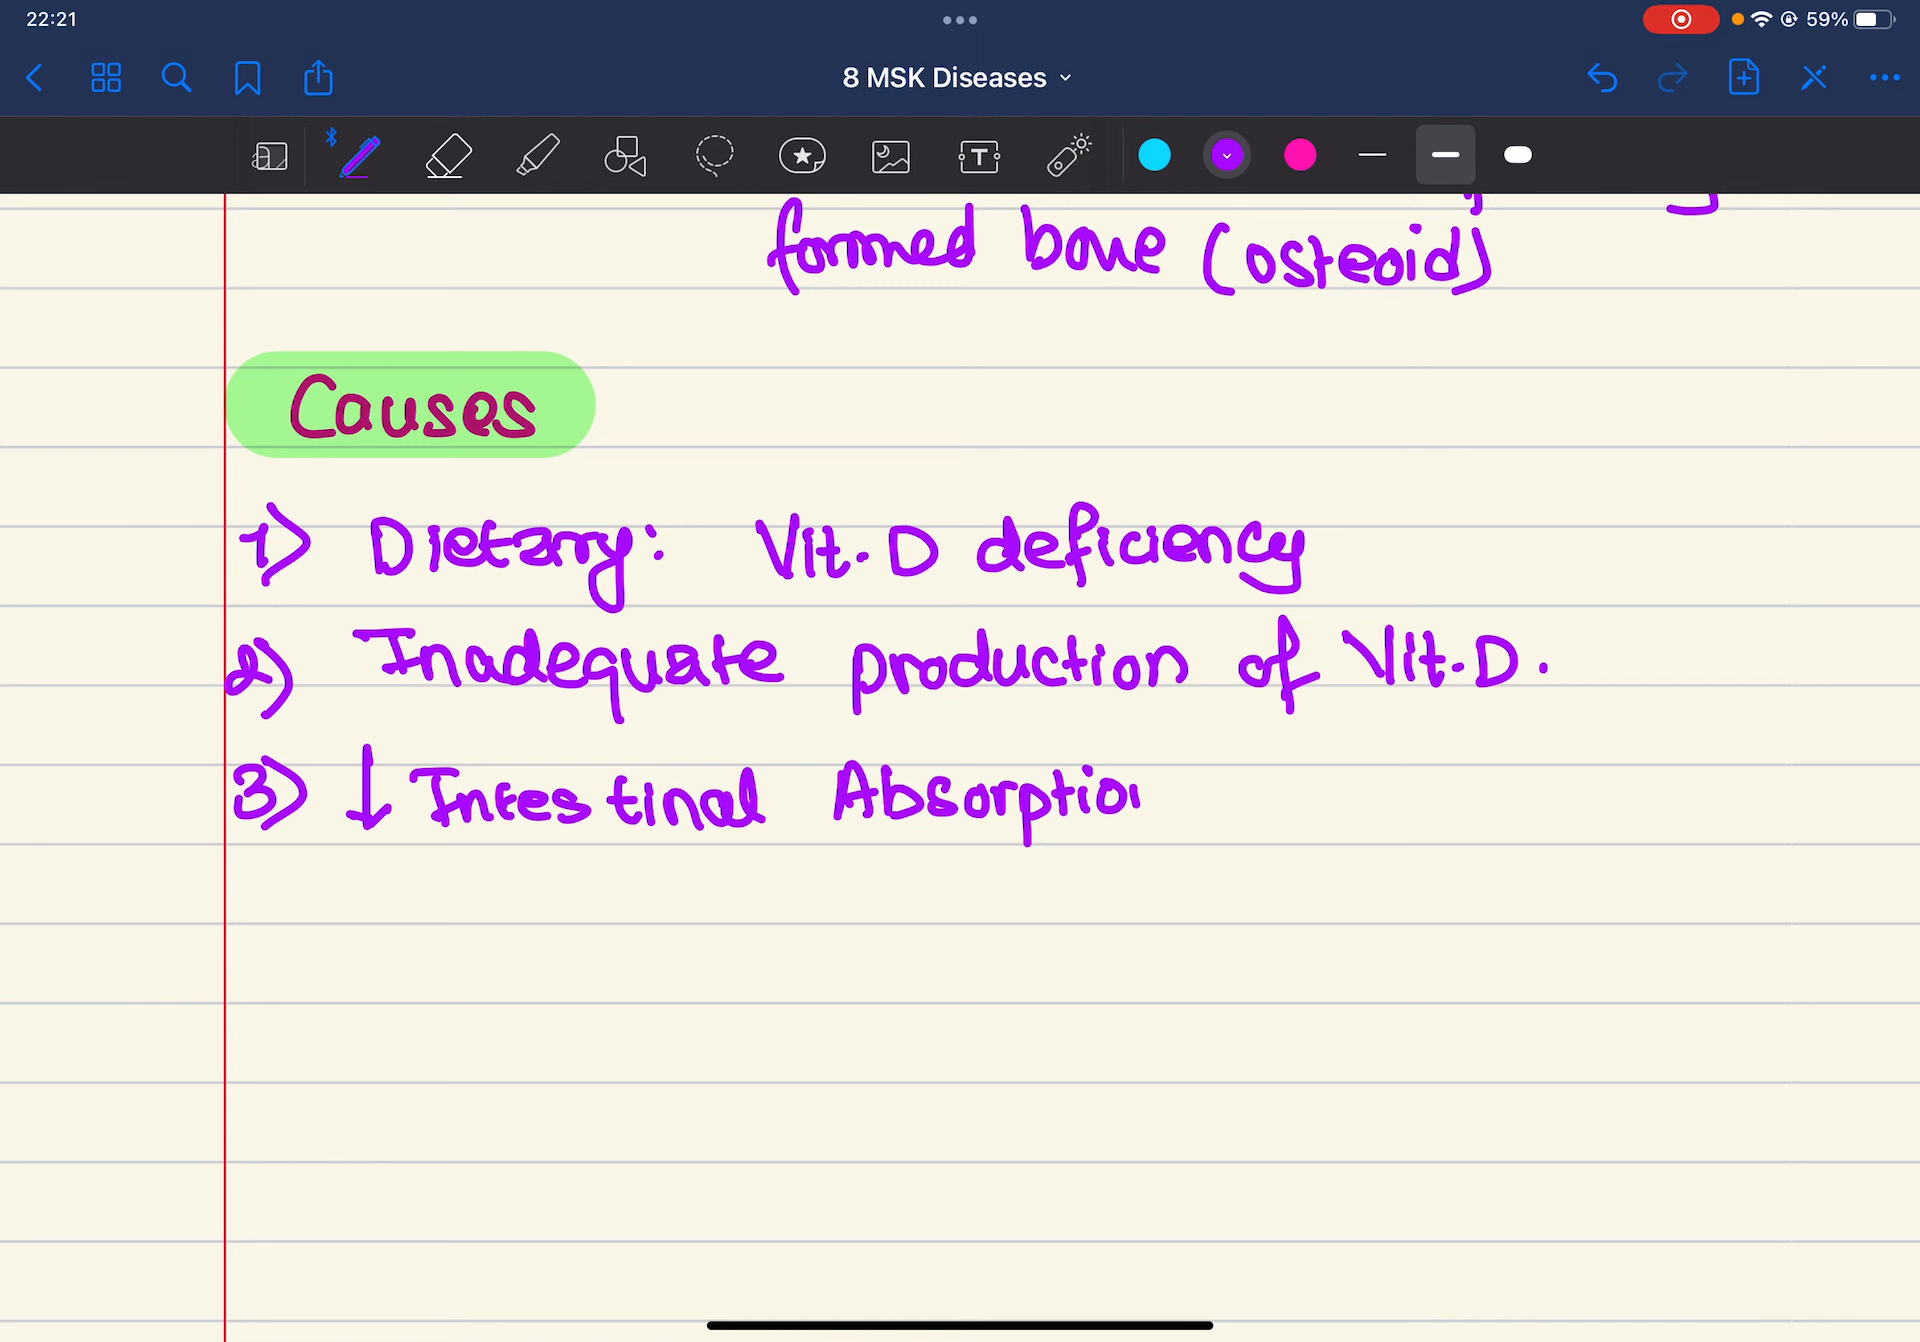 22:21
59%
8 MSK Diseases
T
formed bone (osteoid)
Causes
1) Dietary: Vit. D deficiency
2) Inadequate production of Vit. D.
3) ↓ Intestinal Absorption